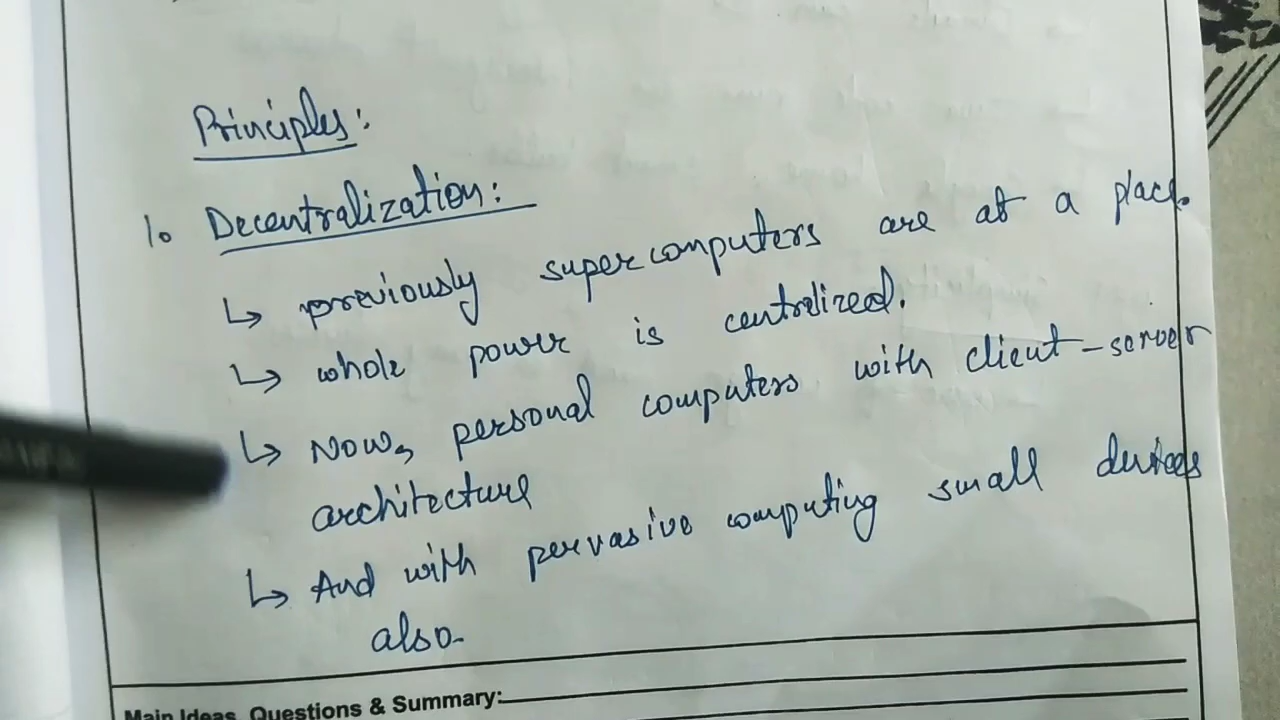 Principles:
1. Decentralization:
↳ previously supercomputers are at a place.
↳ whole power is centralized.
↳ Now, personal computers with client-server
architecture
↳ And with pervasive computing small devices
also.
Main Ideas, Questions & Summary: